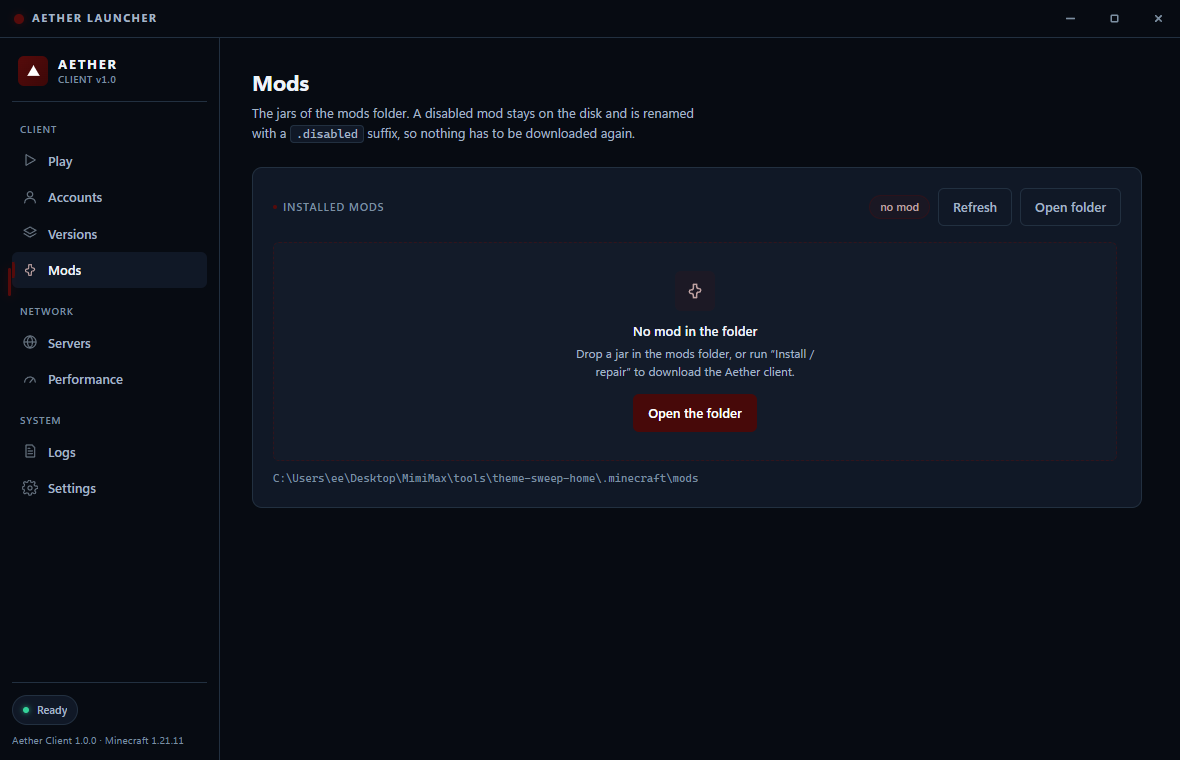 AETHER LAUNCHER
AETHER
CLIENT v1.0
CLIENT
Play
Accounts
Versions
Mods
NETWORK
Servers
Performance
SYSTEM
Logs
Settings
Ready
Aether Client 1.0.0 · Minecraft 1.21.11
Mods
The jars of the mods folder. A disabled mod stays on the disk and is renamed
with a .disabled suffix, so nothing has to be downloaded again.
INSTALLED MODS
no mod
Refresh
Open folder
No mod in the folder
Drop a jar in the mods folder, or run "Install /
repair" to download the Aether client.
Open the folder
C:\Users\ee\Desktop\MimiMax\tools\theme-sweep-home\.minecraft\mods